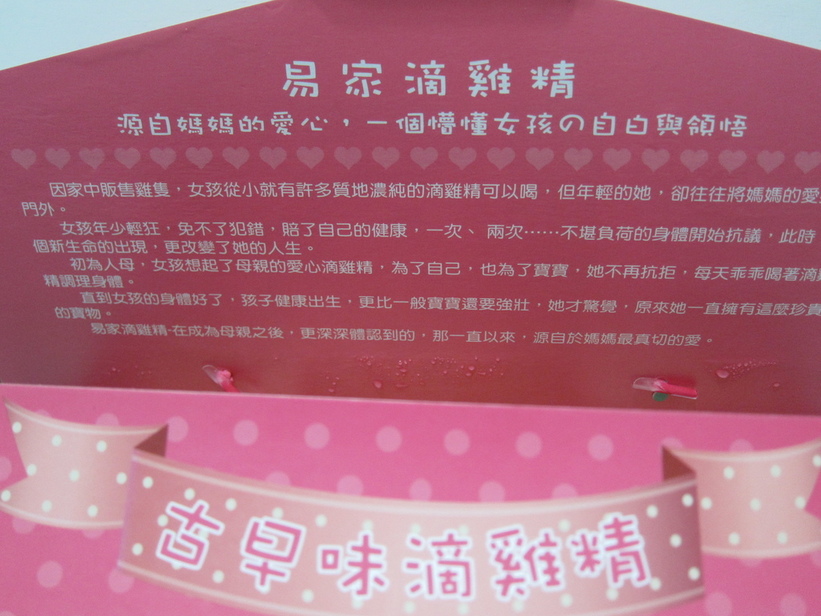 易家滴雞精
源自媽媽的愛心，一個懵懂女孩の自白與領悟
因家中販售雞隻，女孩從小就有許多質地濃純的滴雞精可以喝，但年輕的她，卻往往將媽媽的愛
門外。
女孩年少輕狂，免不了犯錯，賠了自己的健康，一次、兩次……不堪負荷的身體開始抗議，此時
個新生命的出現，更改變了她的人生。
初為人母，女孩想起了母親的愛心滴雞精，為了自己，也為了寶寶，她不再抗拒，每天乖乖喝著滴
精調理身體。
直到女孩的身體好了，孩子健康出生，更比一般寶寶還要強壯，她才驚覺，原來她一直擁有這麼珍貴
的寶物。
易家滴雞精-在成為母親之後，更深深體認到的，那一直以來，源自於媽媽最真切的愛。
古早味滴雞精